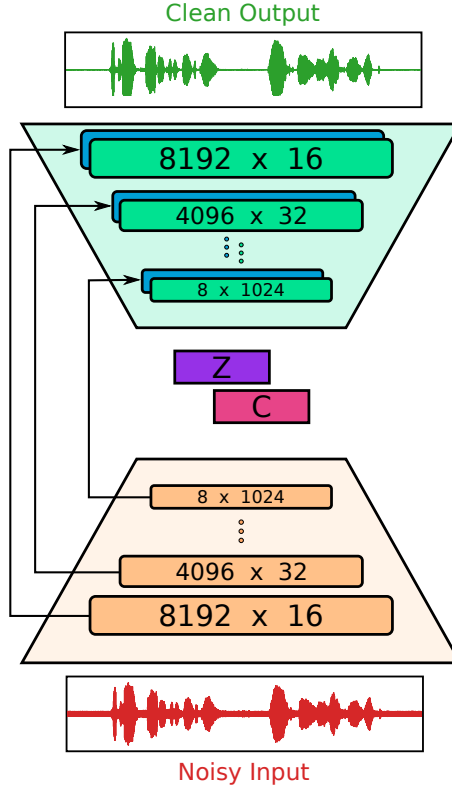 Clean Output
8192 x 16
4096 x 32
8 x 1024
Z
C
8 x 1024
4096 x 32
8192 x 16
Noisy Input